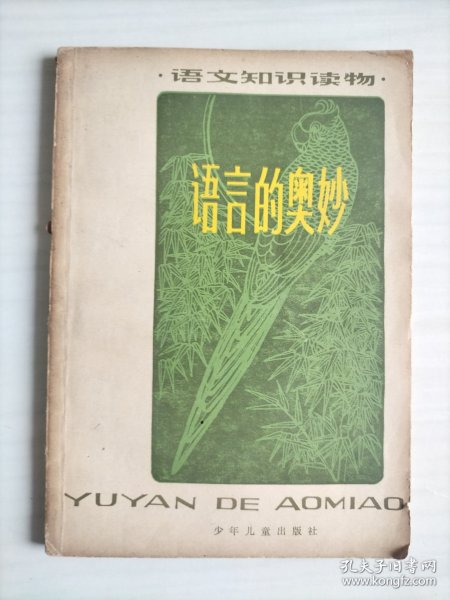 ·语文知识读物·
语言的奥妙
YUYAN DE AOMIAO
少年儿童出版社
孔夫子旧书网
www.kongfz.com